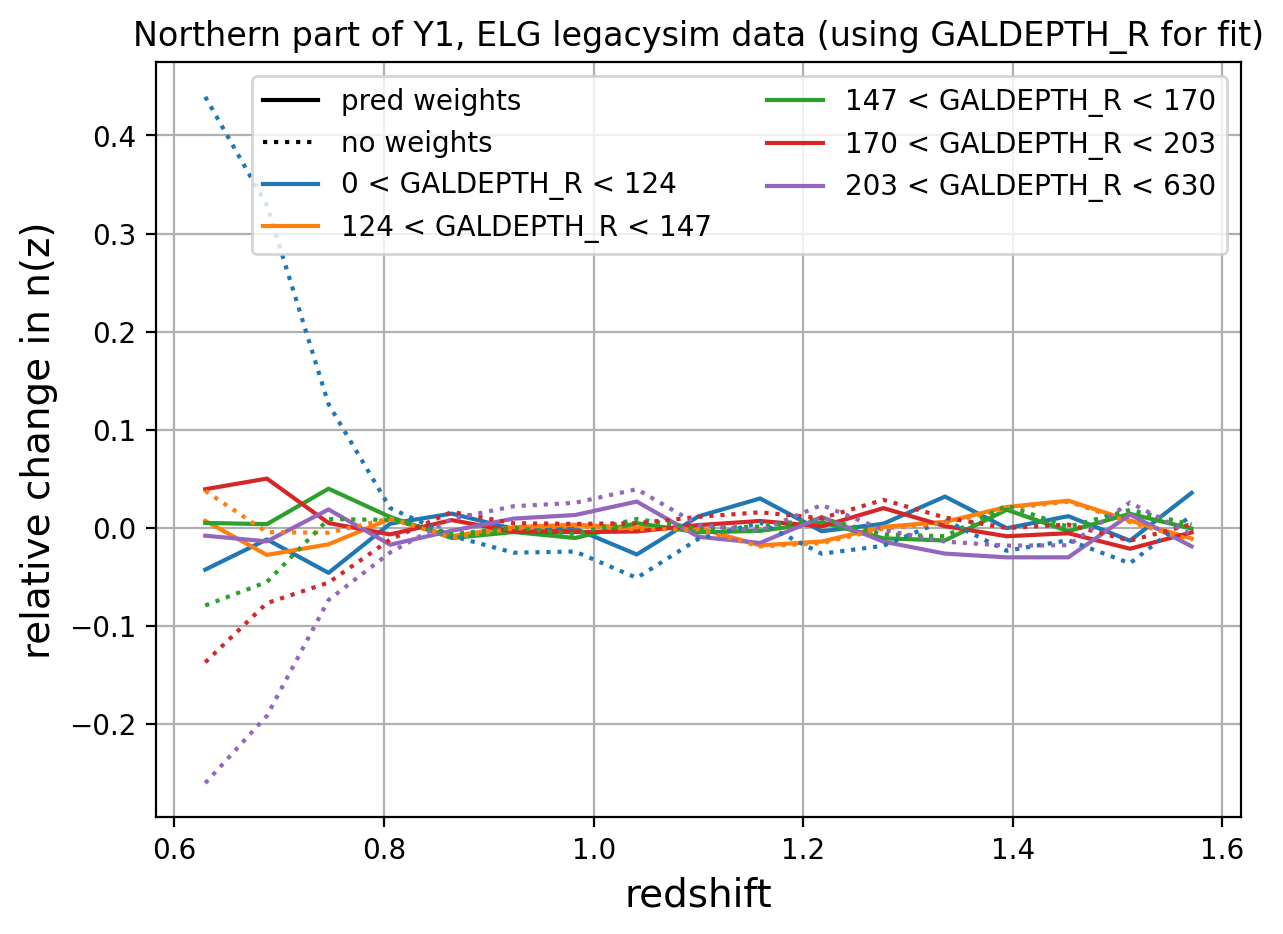 Northern part of Y1, ELG legacysim data (using GALDEPTH_R for fit)
pred weights
no weights
0 < GALDEPTH_R < 124
124 < GALDEPTH_R < 147
147 < GALDEPTH_R < 170
170 < GALDEPTH_R < 203
203 < GALDEPTH_R < 630
relative change in n(z)
0.4
0.3
0.2
0.1
0.0
−0.1
−0.2
0.6 0.8 1.0 1.2 1.4 1.6
redshift